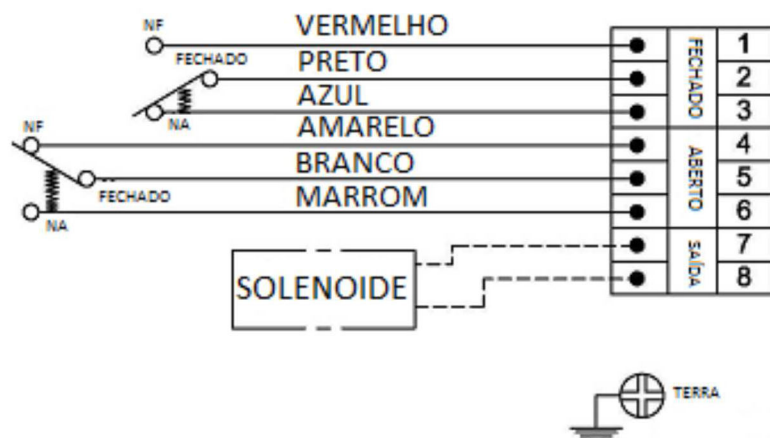 VERMELHO
NF
FECHADO
PRETO
AZUL
NA
AMARELO
NF
BRANCO
FECHADO
MARROM
NA
FECHADO
1
2
3
ABERTO
4
5
6
SAÍDA
7
8
SOLENOIDE
TERRA